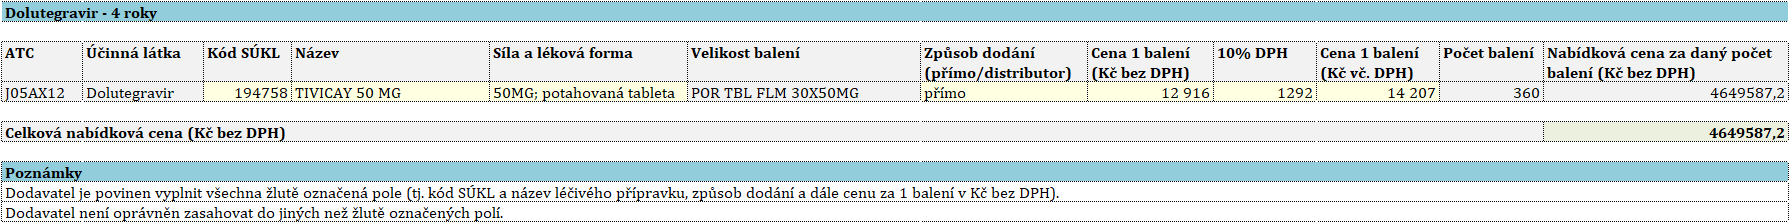 Dolutegravir - 4 roky
ATC Účinná látka Kód SÚKL Název Síla a léková forma Velikost balení Způsob dodání (přímo/distributor) Cena 1 balení (Kč bez DPH) 10% DPH Cena 1 balení (Kč vč. DPH) Počet balení Nabídková cena za daný počet balení (Kč bez DPH)
J05AX12 Dolutegravir 194758 TIVICAY 50 MG 50MG; potahovaná tableta POR TBL FLM 30X50MG přímo 12 916 1292 14 207 360 4649587,2
Celková nabídková cena (Kč bez DPH) 4649587,2
Poznámky
Dodavatel je povinen vyplnit všechna žlutě označená pole (tj. kód SÚKL a název léčivého přípravku, způsob dodání a dále cenu za 1 balení v Kč bez DPH).
Dodavatel není oprávněn zasahovat do jiných než žlutě označených polí.